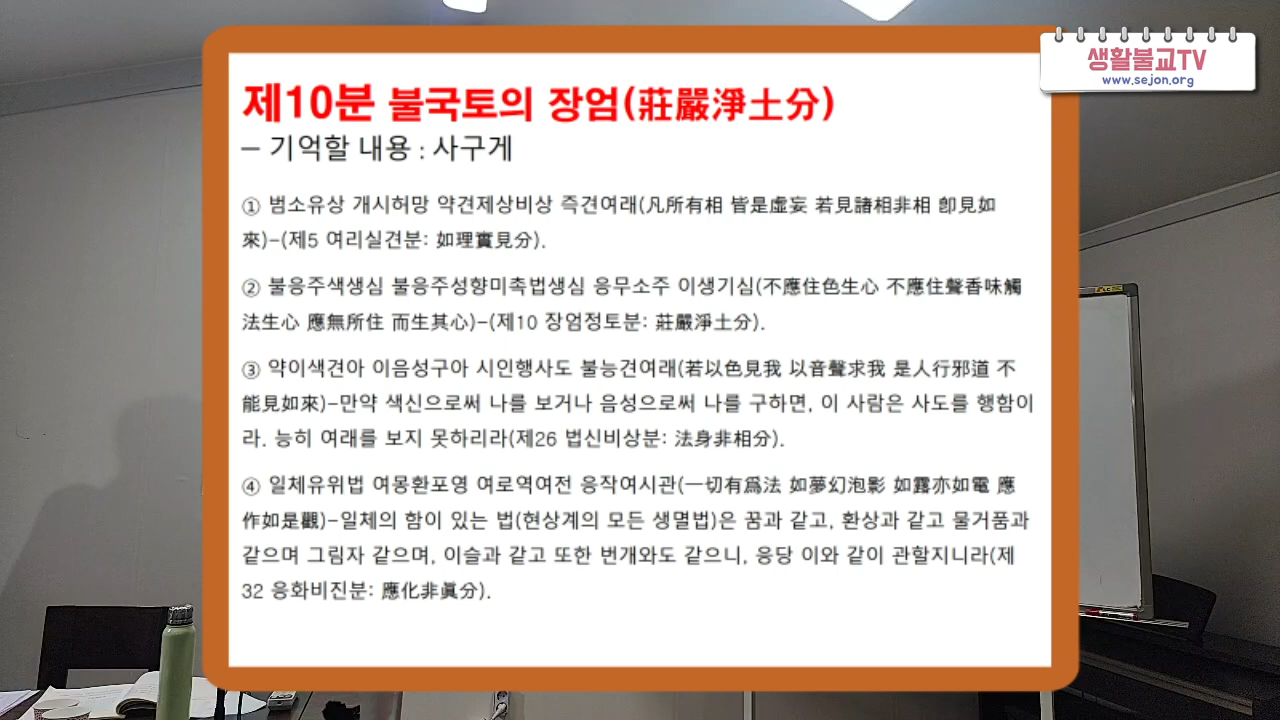 생활불교TV
www.sejon.org
제10분 불국토의 장엄(莊嚴淨土分)
– 기억할 내용 : 사구게
① 범소유상 개시허망 약견제상비상 즉견여래(凡所有相 皆是虛妄 若見諸相非相 卽見如
來)-(제5 여리실견분: 如理實見分).
② 불응주색생심 불응주성향미촉법생심 응무소주 이생기심(不應住色生心 不應住聲香味觸
法生心 應無所住 而生其心)-(제10 장엄정토분: 莊嚴淨土分).
③ 약이색견아 이음성구아 시인행사도 불능견여래(若以色見我 以音聲求我 是人行邪道 不
能見如來)-만약 색신으로써 나를 보거나 음성으로써 나를 구하면, 이 사람은 사도를 행함이
라. 능히 여래를 보지 못하리라(제26 법신비상분: 法身非相分).
④ 일체유위법 여몽환포영 여로역여전 응작여시관(一切有爲法 如夢幻泡影 如露亦如電 應
作如是觀)-일체의 함이 있는 법(현상계의 모든 생멸법)은 꿈과 같고, 환상과 같고 물거품과
같으며 그림자 같으며, 이슬과 같고 또한 번개와도 같으니, 응당 이와 같이 관할지니라(제
32 응화비진분: 應化非眞分).